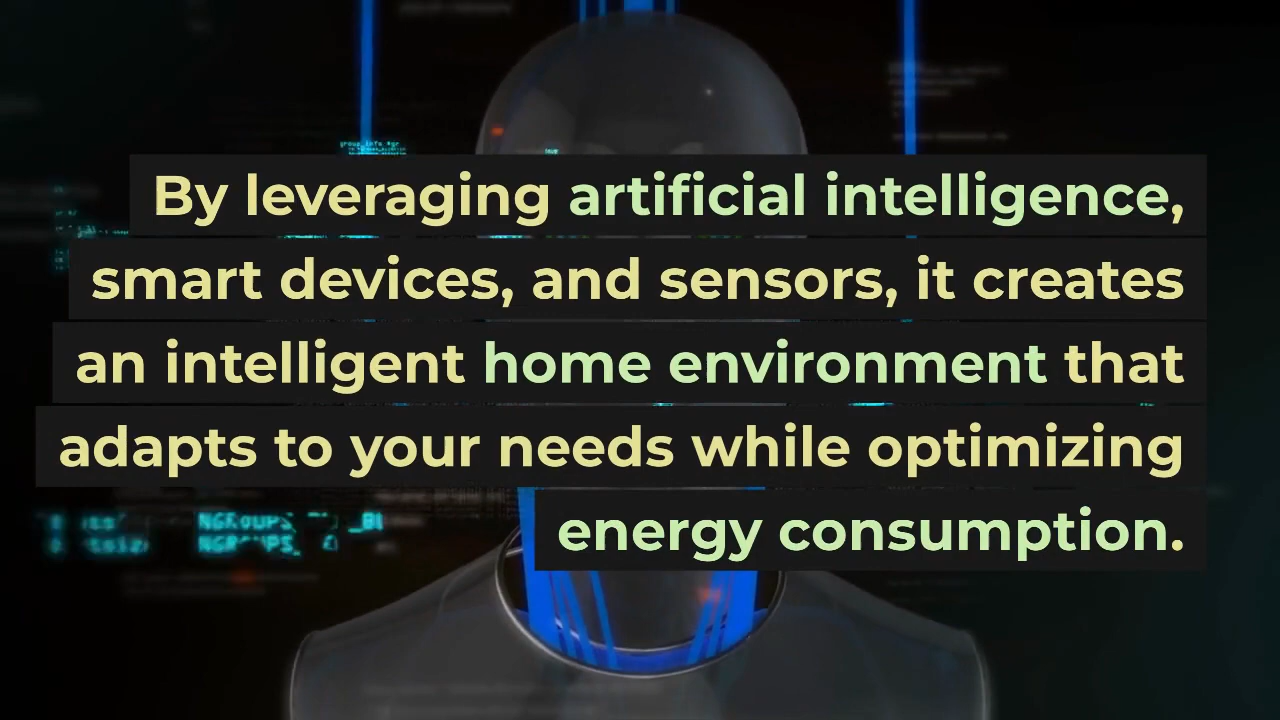 By leveraging artificial intelligence,
smart devices, and sensors, it creates
an intelligent home environment that
adapts to your needs while optimizing
energy consumption.